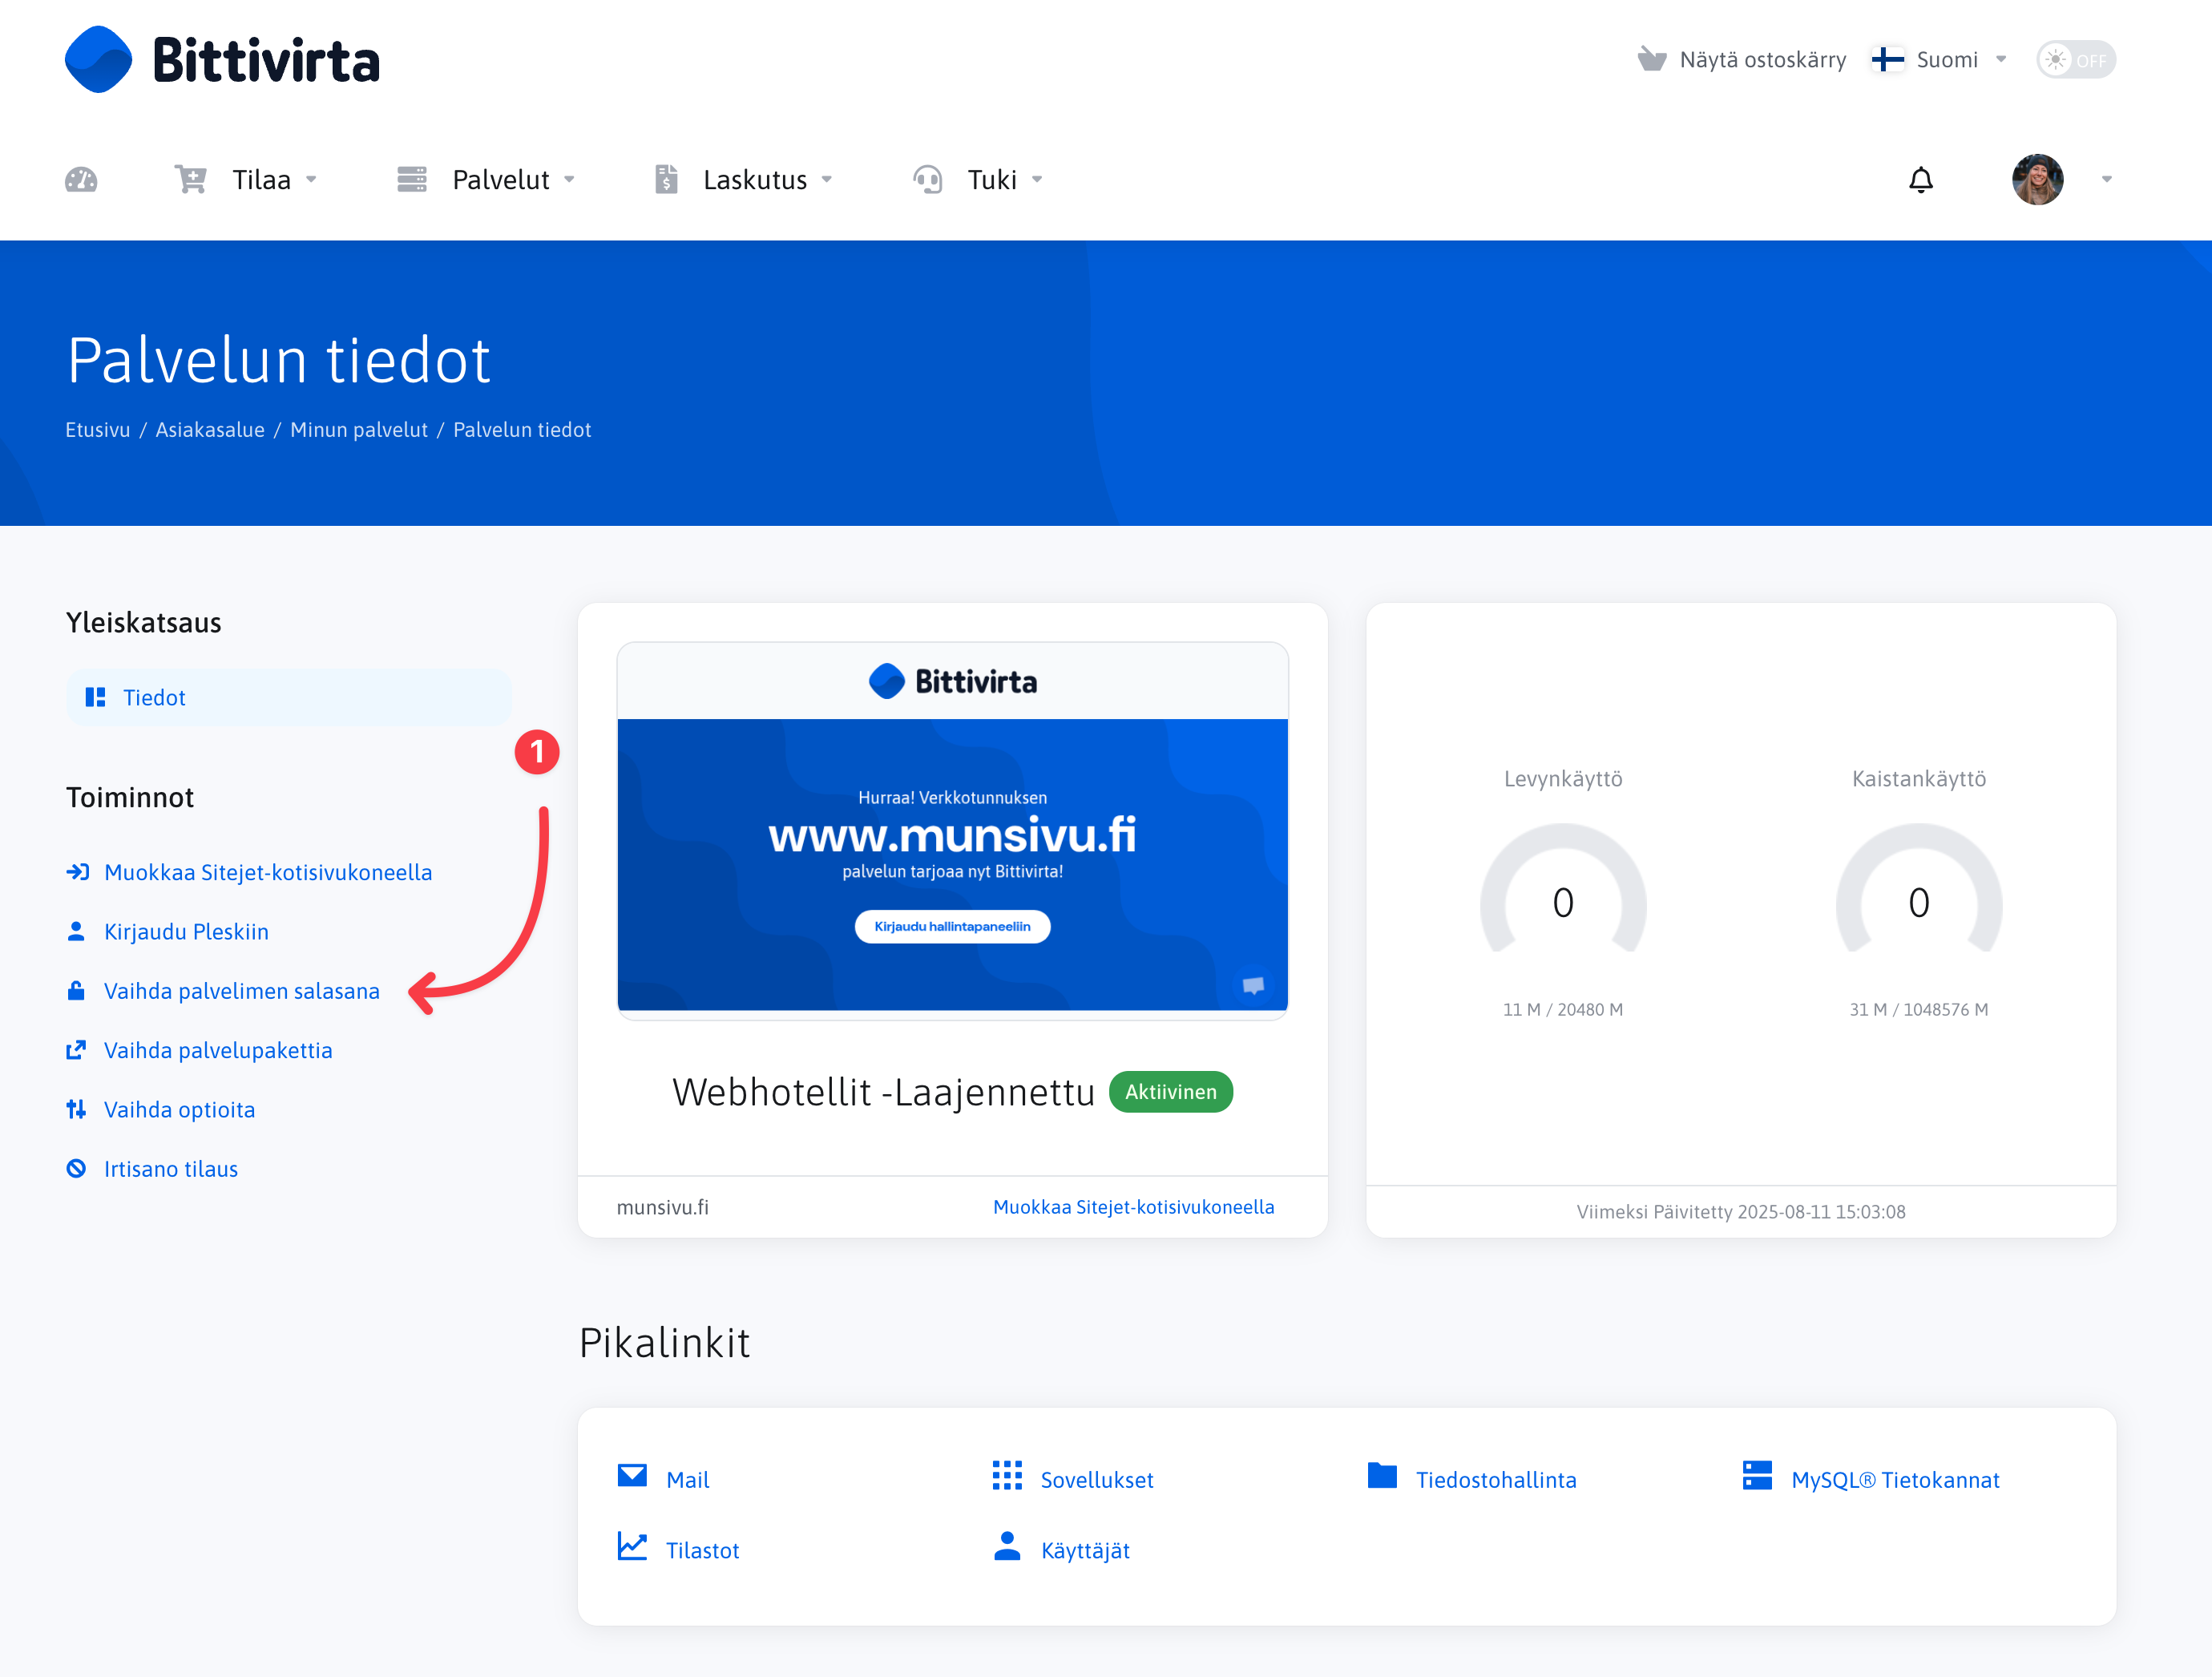 Bittivirta
Näytä ostoskärry
Suomi
OFF
Tilaa
Palvelut
Laskutus
Tuki
Palvelun tiedot
Etusivu / Asiakasalue / Minun palvelut / Palvelun tiedot
Yleiskatsaus
Tiedot
1
Toiminnot
Muokkaa Sitejet-kotisivukoneella
Kirjaudu Pleskiin
Vaihda palvelimen salasana
Vaihda palvelupakettia
Vaihda optioita
Irtisano tilaus
Bittivirta
Hurraa! Verkkotunnuksen
www.munsivu.fi
palvelun tarjoaa nyt Bittivirta!
Kirjaudu hallintapaneeliin
Webhotellit -Laajennettu
Aktiivinen
munsivu.fi
Muokkaa Sitejet-kotisivukoneella
Levynkäyttö
0
11 M / 20480 M
Kaistankäyttö
0
31 M / 1048576 M
Viimeksi Päivitetty 2025-08-11 15:03:08
Pikalinkit
Mail
Sovellukset
Tiedostohallinta
MySQL® Tietokannat
Tilastot
Käyttäjät